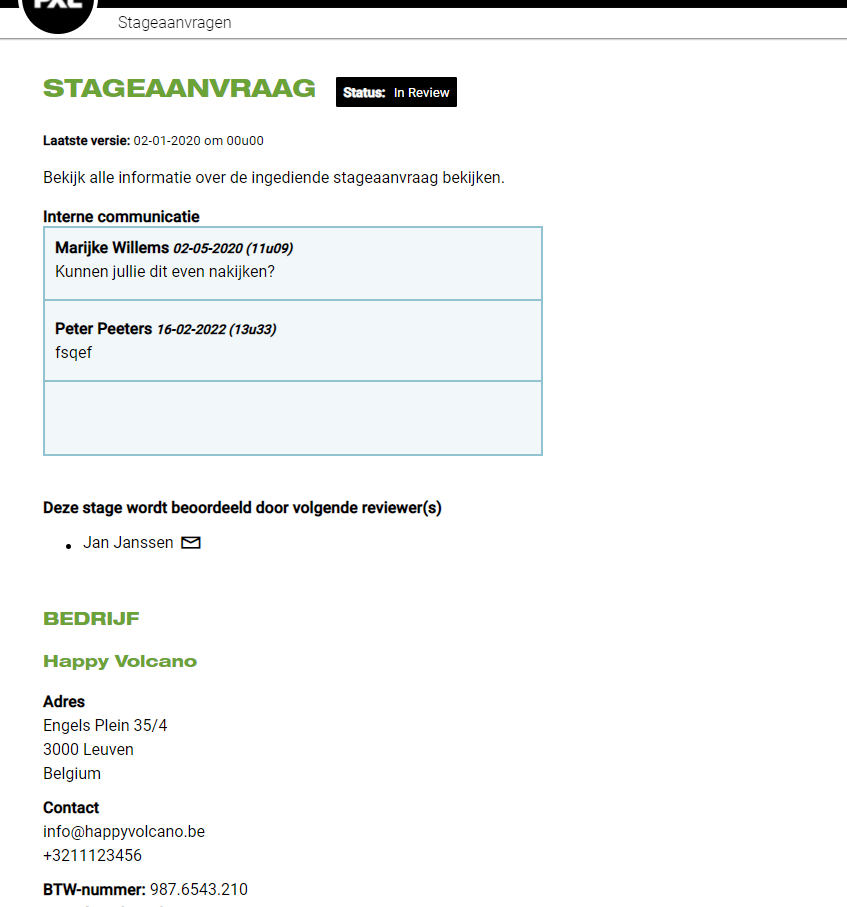 PXL
Stageaanvragen
STAGEAANVRAAG
Status: In Review
Laatste versie: 02-01-2020 om 00u00
Bekijk alle informatie over de ingediende stageaanvraag bekijken.
Interne communicatie
Marijke Willems 02-05-2020 (11u09)
Kunnen jullie dit even nakijken?
Peter Peeters 16-02-2022 (13u33)
fsqef
Deze stage wordt beoordeeld door volgende reviewer(s)
• Jan Janssen
BEDRIJF
Happy Volcano
Adres
Engels Plein 35/4
3000 Leuven
Belgium
Contact
info@happyvolcano.be
+3211123456
BTW-nummer: 987.6543.210